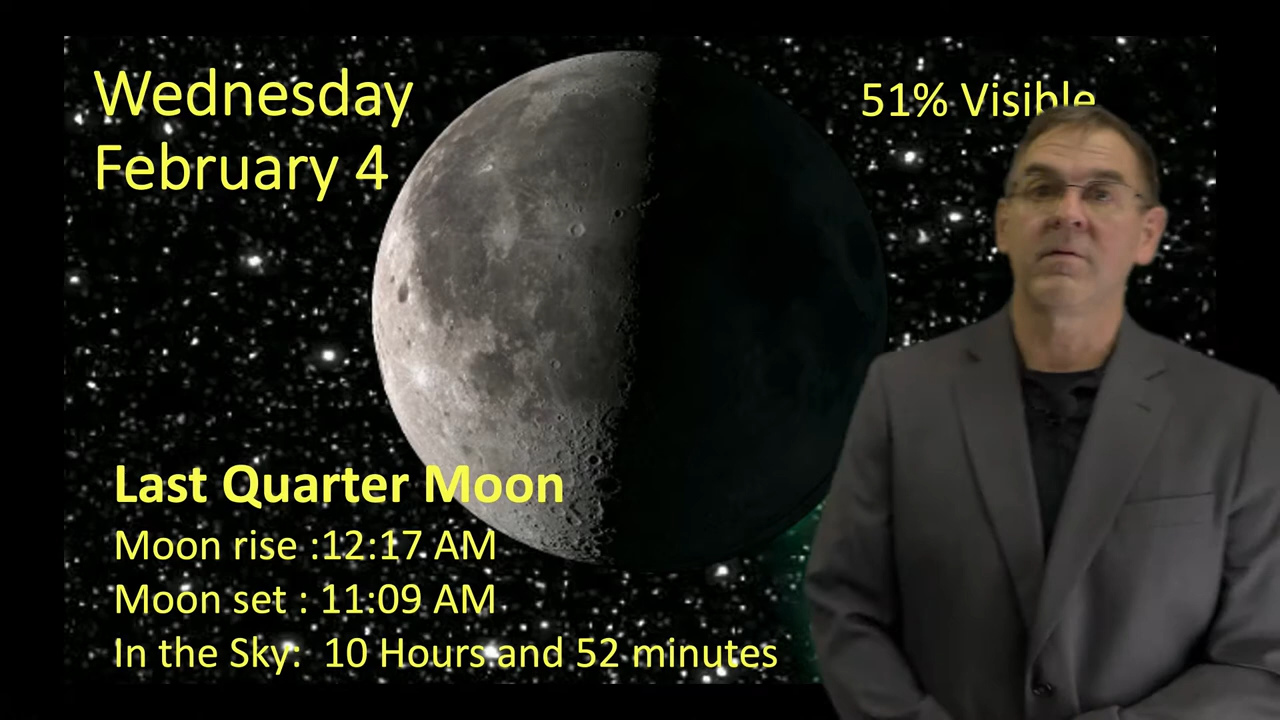 Wednesday
February 4
51% Visible
Last Quarter Moon
Moon rise :12:17 AM
Moon set : 11:09 AM
In the Sky:  10 Hours and 52 minutes